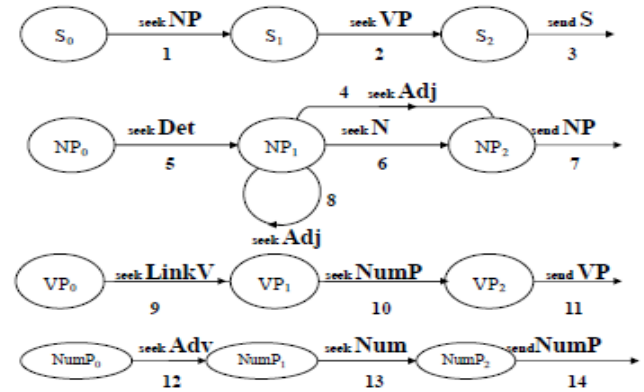 S₀ seek NP S₁ seek VP S₂ send S
1 2 3
4 seek Adj
NP₀ seek Det NP₁ seek N NP₂ send NP
5 6 7
8
seek Adj
VP₀ seek LinkV VP₁ seek NumP VP₂ send VP
9 10 11
NumP₀ seek Adv NumP₁ seek Num NumP₂ send NumP
12 13 14